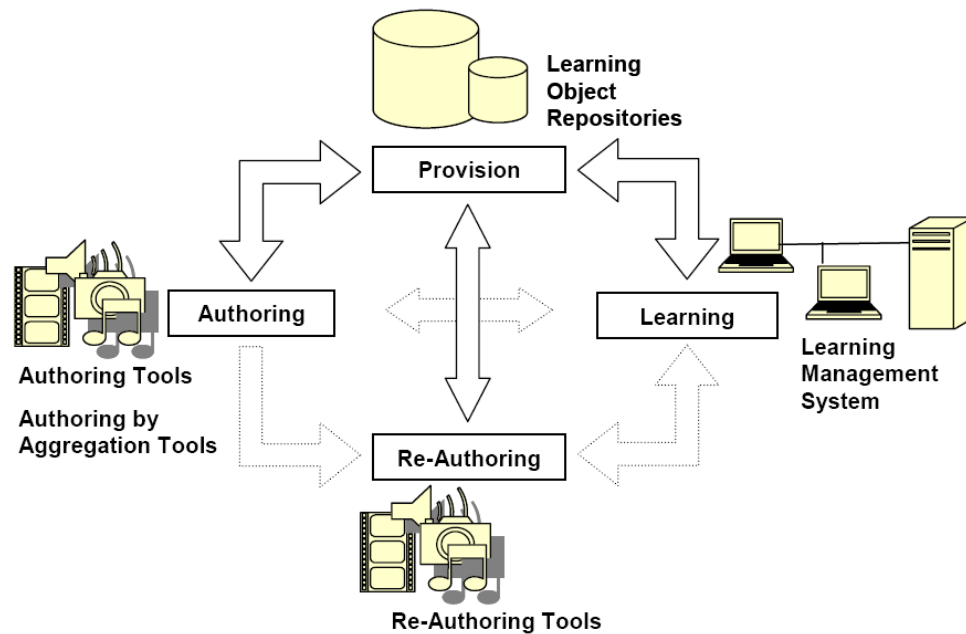 Learning
Object
Repositories
Provision
Authoring
Learning
Authoring Tools
Authoring by
Aggregation Tools
Learning
Management
System
Re-Authoring
Re-Authoring Tools